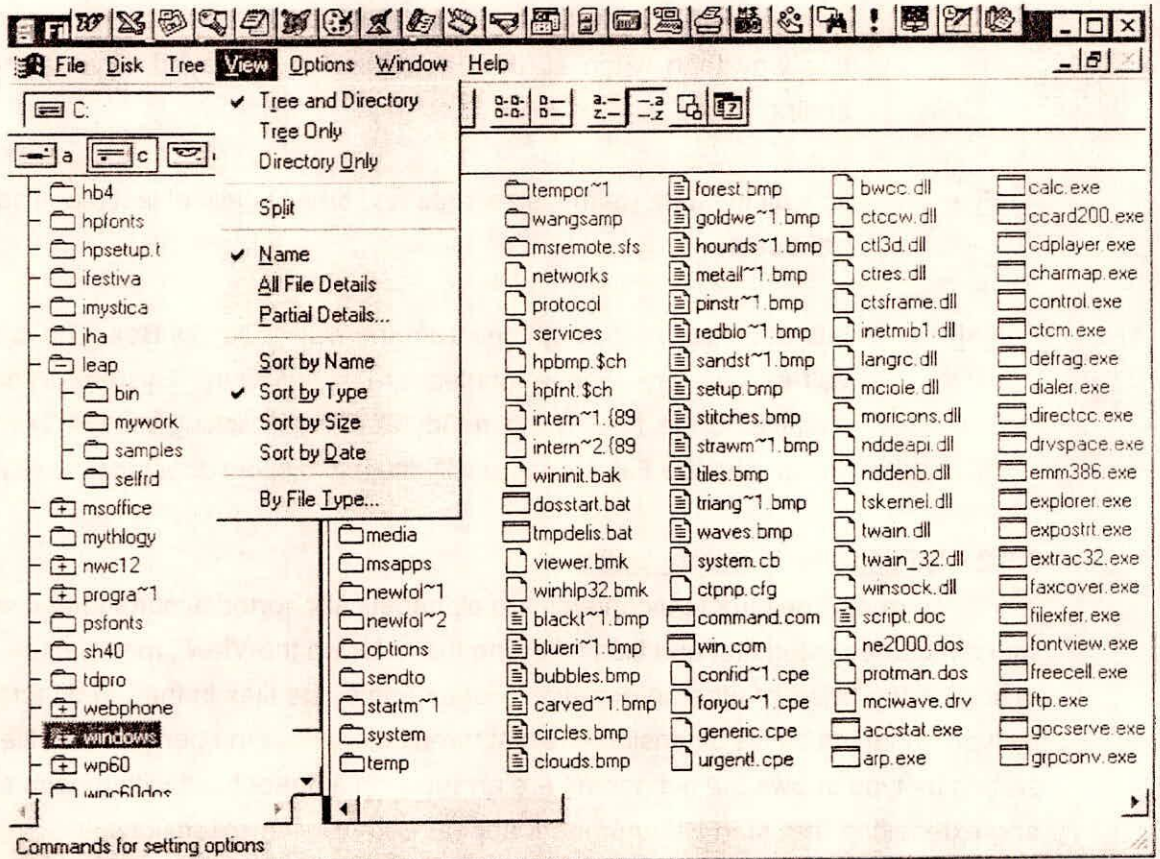 File Disk Tree View Options Window Help
C:
a c
Tree and Directory
Tree Only
Directory Only
Split
Name
All File Details
Partial Details...
Sort by Name
Sort by Type
Sort by Size
Sort by Date
By File Type...
hb4
hpfonts
hpsetup.t
ifestiva
imystica
jha
leap
bin
mywork
samples
selfrd
msoffice
mythlogy
nwc12
progra~1
psfonts
sh40
tdpro
webphone
windows
wp60
media
msapps
newfol~1
newfol~2
options
sendto
startm~1
system
temp
tempor~1
wangsamp
msremote.sfs
networks
protocol
services
hpbmp.$ch
hprnt.$ch
intern~1.{89
intern~2.{89
wininit.bak
dosstart.bat
tmpdelis.bat
viewer.bmk
winhlp32.bmk
blackt~1.bmp
blueri~1.bmp
bubbles.bmp
carved~1.bmp
circles.bmp
clouds.bmp
forest.bmp
goldwe~1.bmp
hounds~1.bmp
metall~1.bmp
pinstr~1.bmp
redblo~1.bmp
sandst~1.bmp
setup.bmp
stitches.bmp
strawm~1.bmp
tiles.bmp
triang~1.bmp
waves.bmp
system.cb
ctpnp.cfg
command.com
win.com
confid~1.cpe
foryou~1.cpe
generic.cpe
urgent!.cpe
bwcc.dll
ctccw.dll
ctl3d.dll
ctres.dll
ctsframe.dll
inetmib1.dll
langrc.dll
mciole.dll
moricons.dll
nddeapi.dll
nddenb.dll
tskernel.dll
twain.dll
twain_32.dll
winsock.dll
script.doc
ne2000.dos
protman.dos
mciwave.drv
accstat.exe
arp.exe
calc.exe
ccard200.exe
cdplayer.exe
charmap.exe
control.exe
ctcm.exe
defrag.exe
dialer.exe
directcc.exe
drvspace.exe
emm386.exe
explorer.exe
expostrt.exe
extrac32.exe
faxcover.exe
filexfer.exe
fontview.exe
freecell.exe
ftp.exe
gocserve.exe
grpconv.exe
Commands for setting options